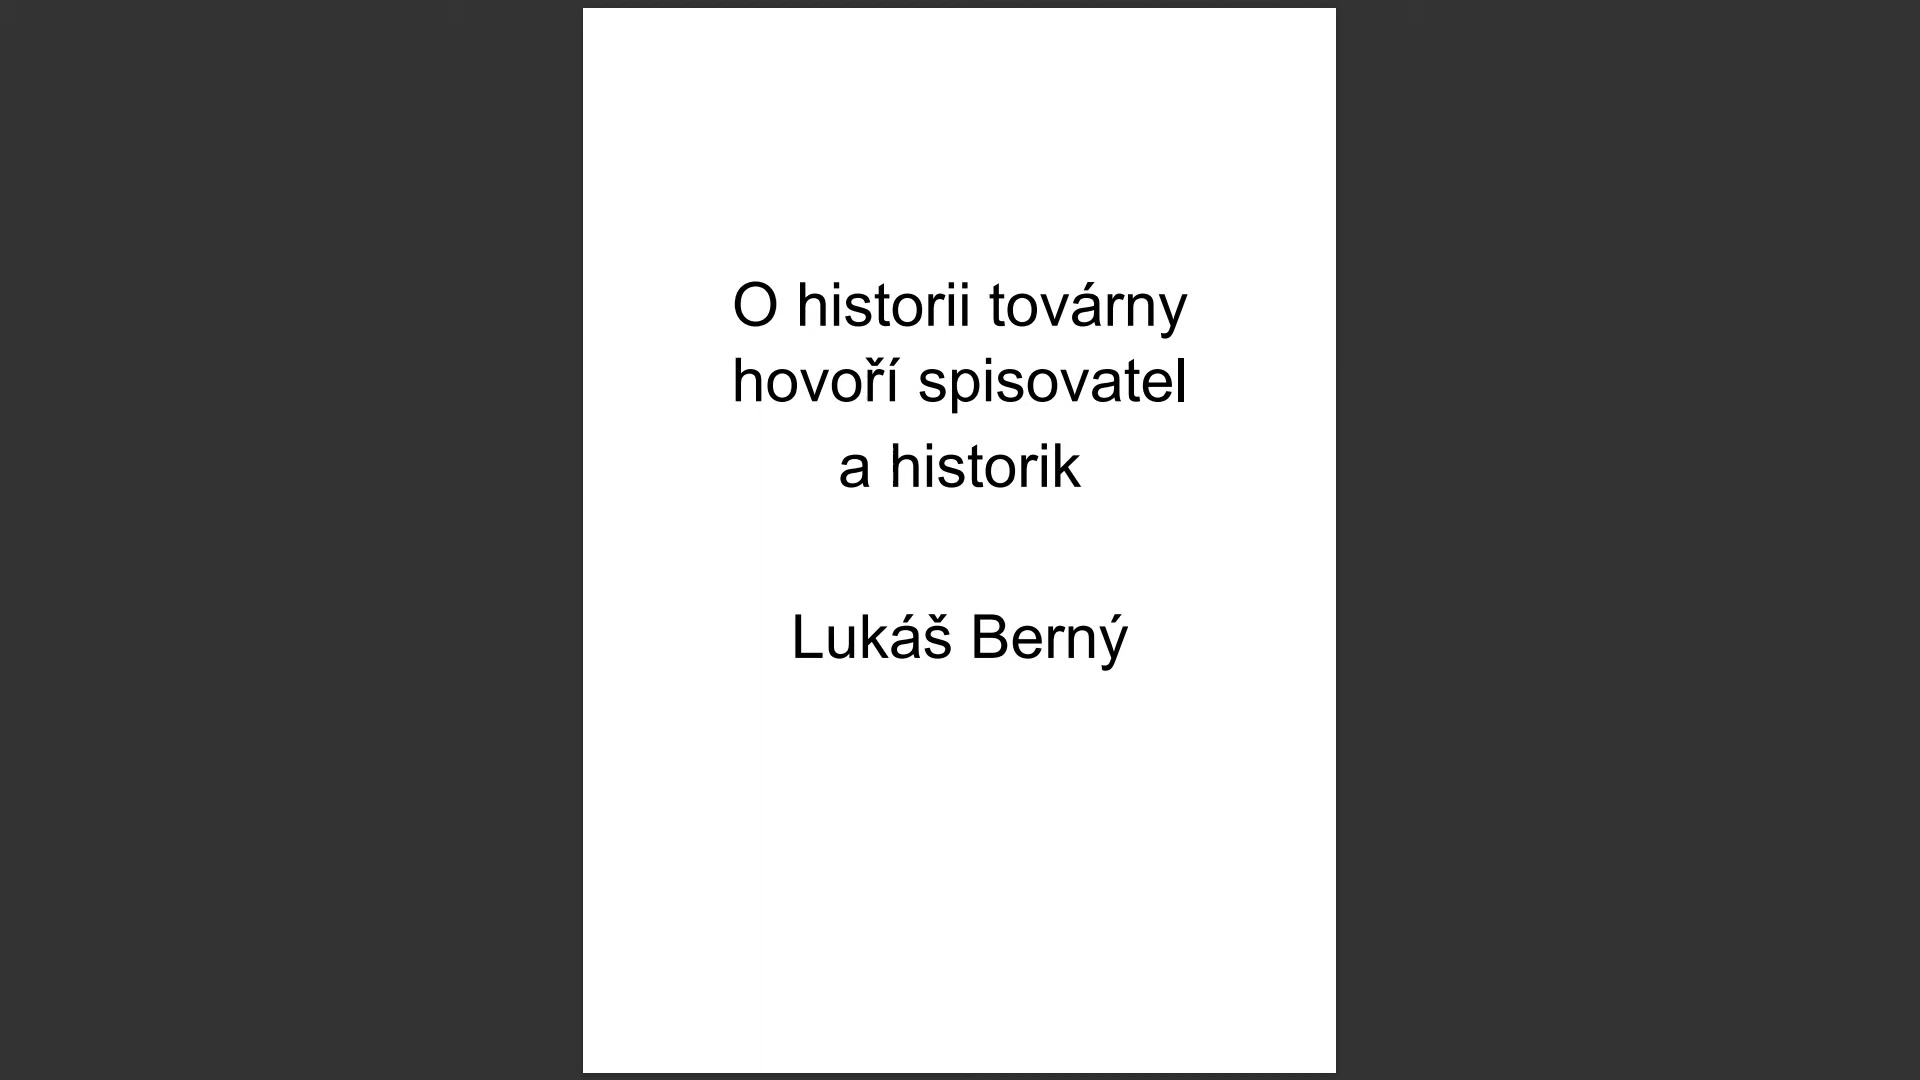 O historii továrny
hovoří spisovatel
a historik
Lukáš Berný